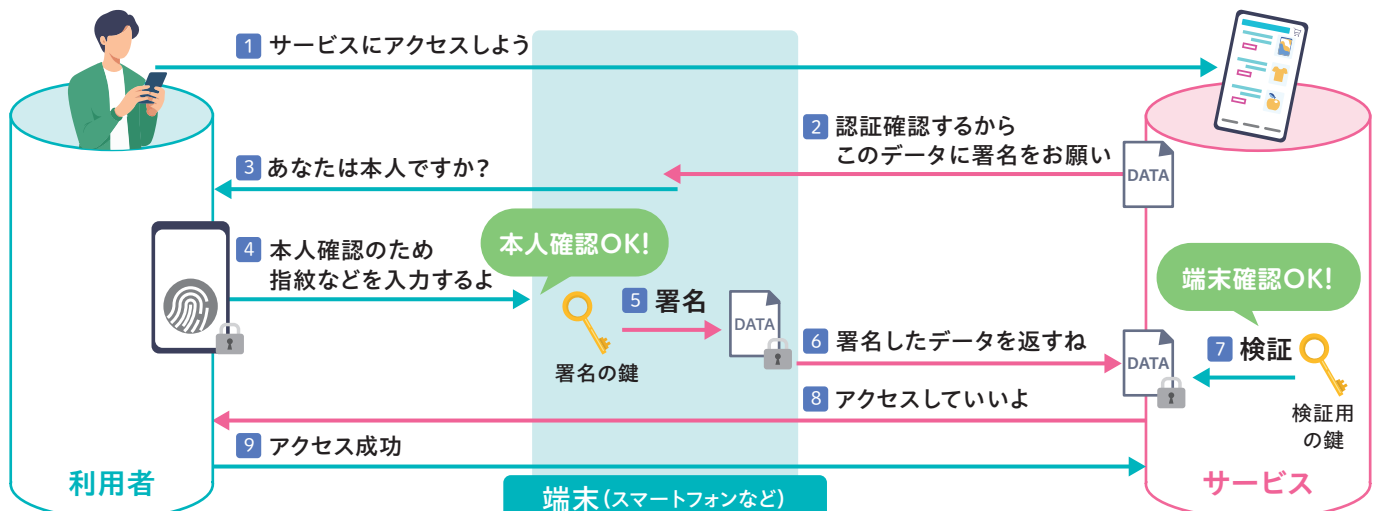 1 サービスにアクセスしよう
2 認証確認するから
このデータに署名をお願い
DATA
3 あなたは本人ですか?
4 本人確認のため
指紋などを入力するよ
本人確認OK!
署名の鍵
5 署名
DATA
6 署名したデータを返すね
DATA
端末確認OK!
7 検証
検証用
の鍵
8 アクセスしていいよ
9 アクセス成功
利用者
端末(スマートフォンなど)
サービス